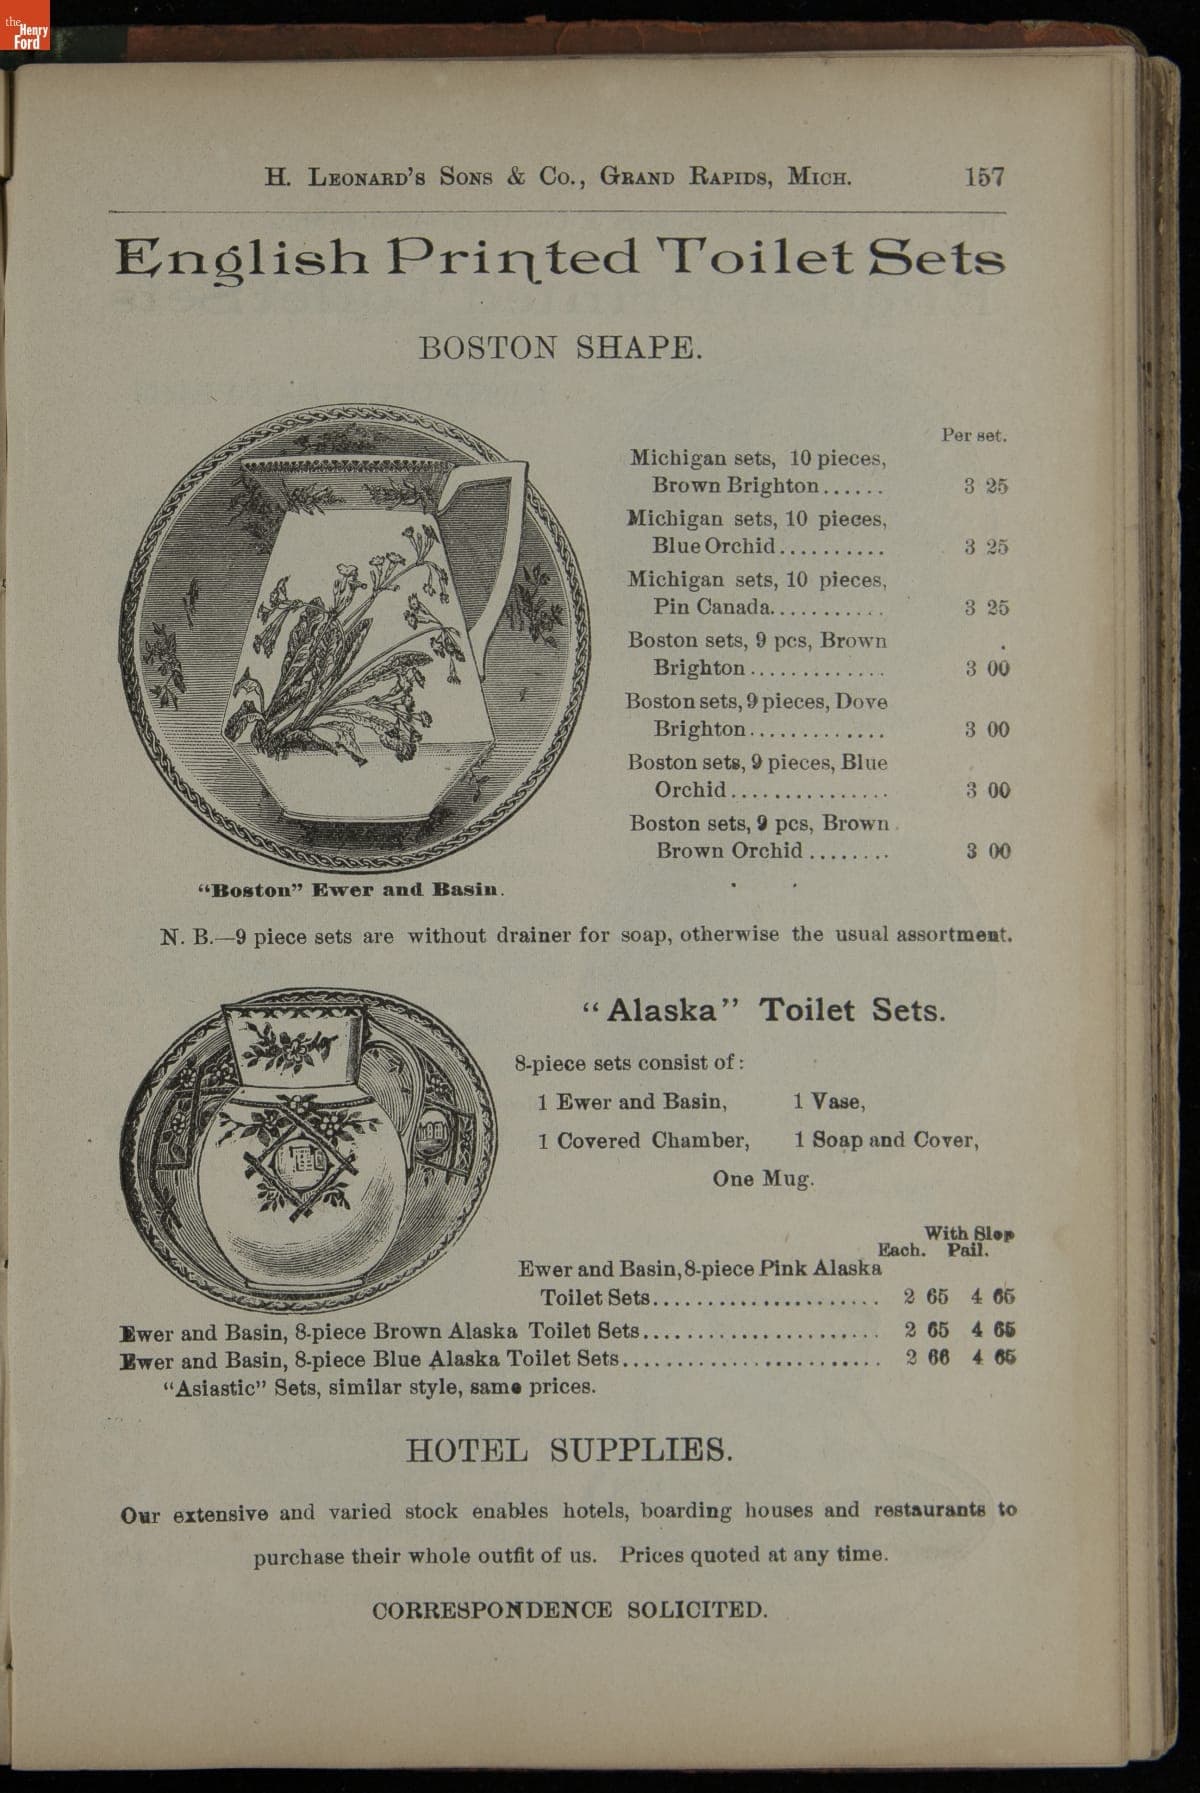 the
Henry
Ford
H. Leonard's Sons & Co., Grand Rapids, Mich. 157
English Printed Toilet Sets
BOSTON SHAPE.
Per set.
Michigan sets, 10 pieces,
Brown Brighton...... 3 25
Michigan sets, 10 pieces,
Blue Orchid.......... 3 25
Michigan sets, 10 pieces,
Pin Canada........... 3 25
Boston sets, 9 pcs, Brown
Brighton............. 3 00
Boston sets, 9 pieces, Dove
Brighton............. 3 00
Boston sets, 9 pieces, Blue
Orchid............... 3 00
Boston sets, 9 pcs, Brown
Brown Orchid........ 3 00
"Boston" Ewer and Basin.
N. B.—9 piece sets are without drainer for soap, otherwise the usual assortment.
"Alaska" Toilet Sets.
8-piece sets consist of:
1 Ewer and Basin, 1 Vase,
1 Covered Chamber, 1 Soap and Cover,
One Mug.
With Slop
Each. Pail.
Ewer and Basin, 8-piece Pink Alaska
Toilet Sets..................... 2 65 4 65
Ewer and Basin, 8-piece Brown Alaska Toilet Sets...................... 2 65 4 65
Ewer and Basin, 8-piece Blue Alaska Toilet Sets........................ 2 66 4 65
"Asiastic" Sets, similar style, same prices.
HOTEL SUPPLIES.
Our extensive and varied stock enables hotels, boarding houses and restaurants to
purchase their whole outfit of us. Prices quoted at any time.
CORRESPONDENCE SOLICITED.